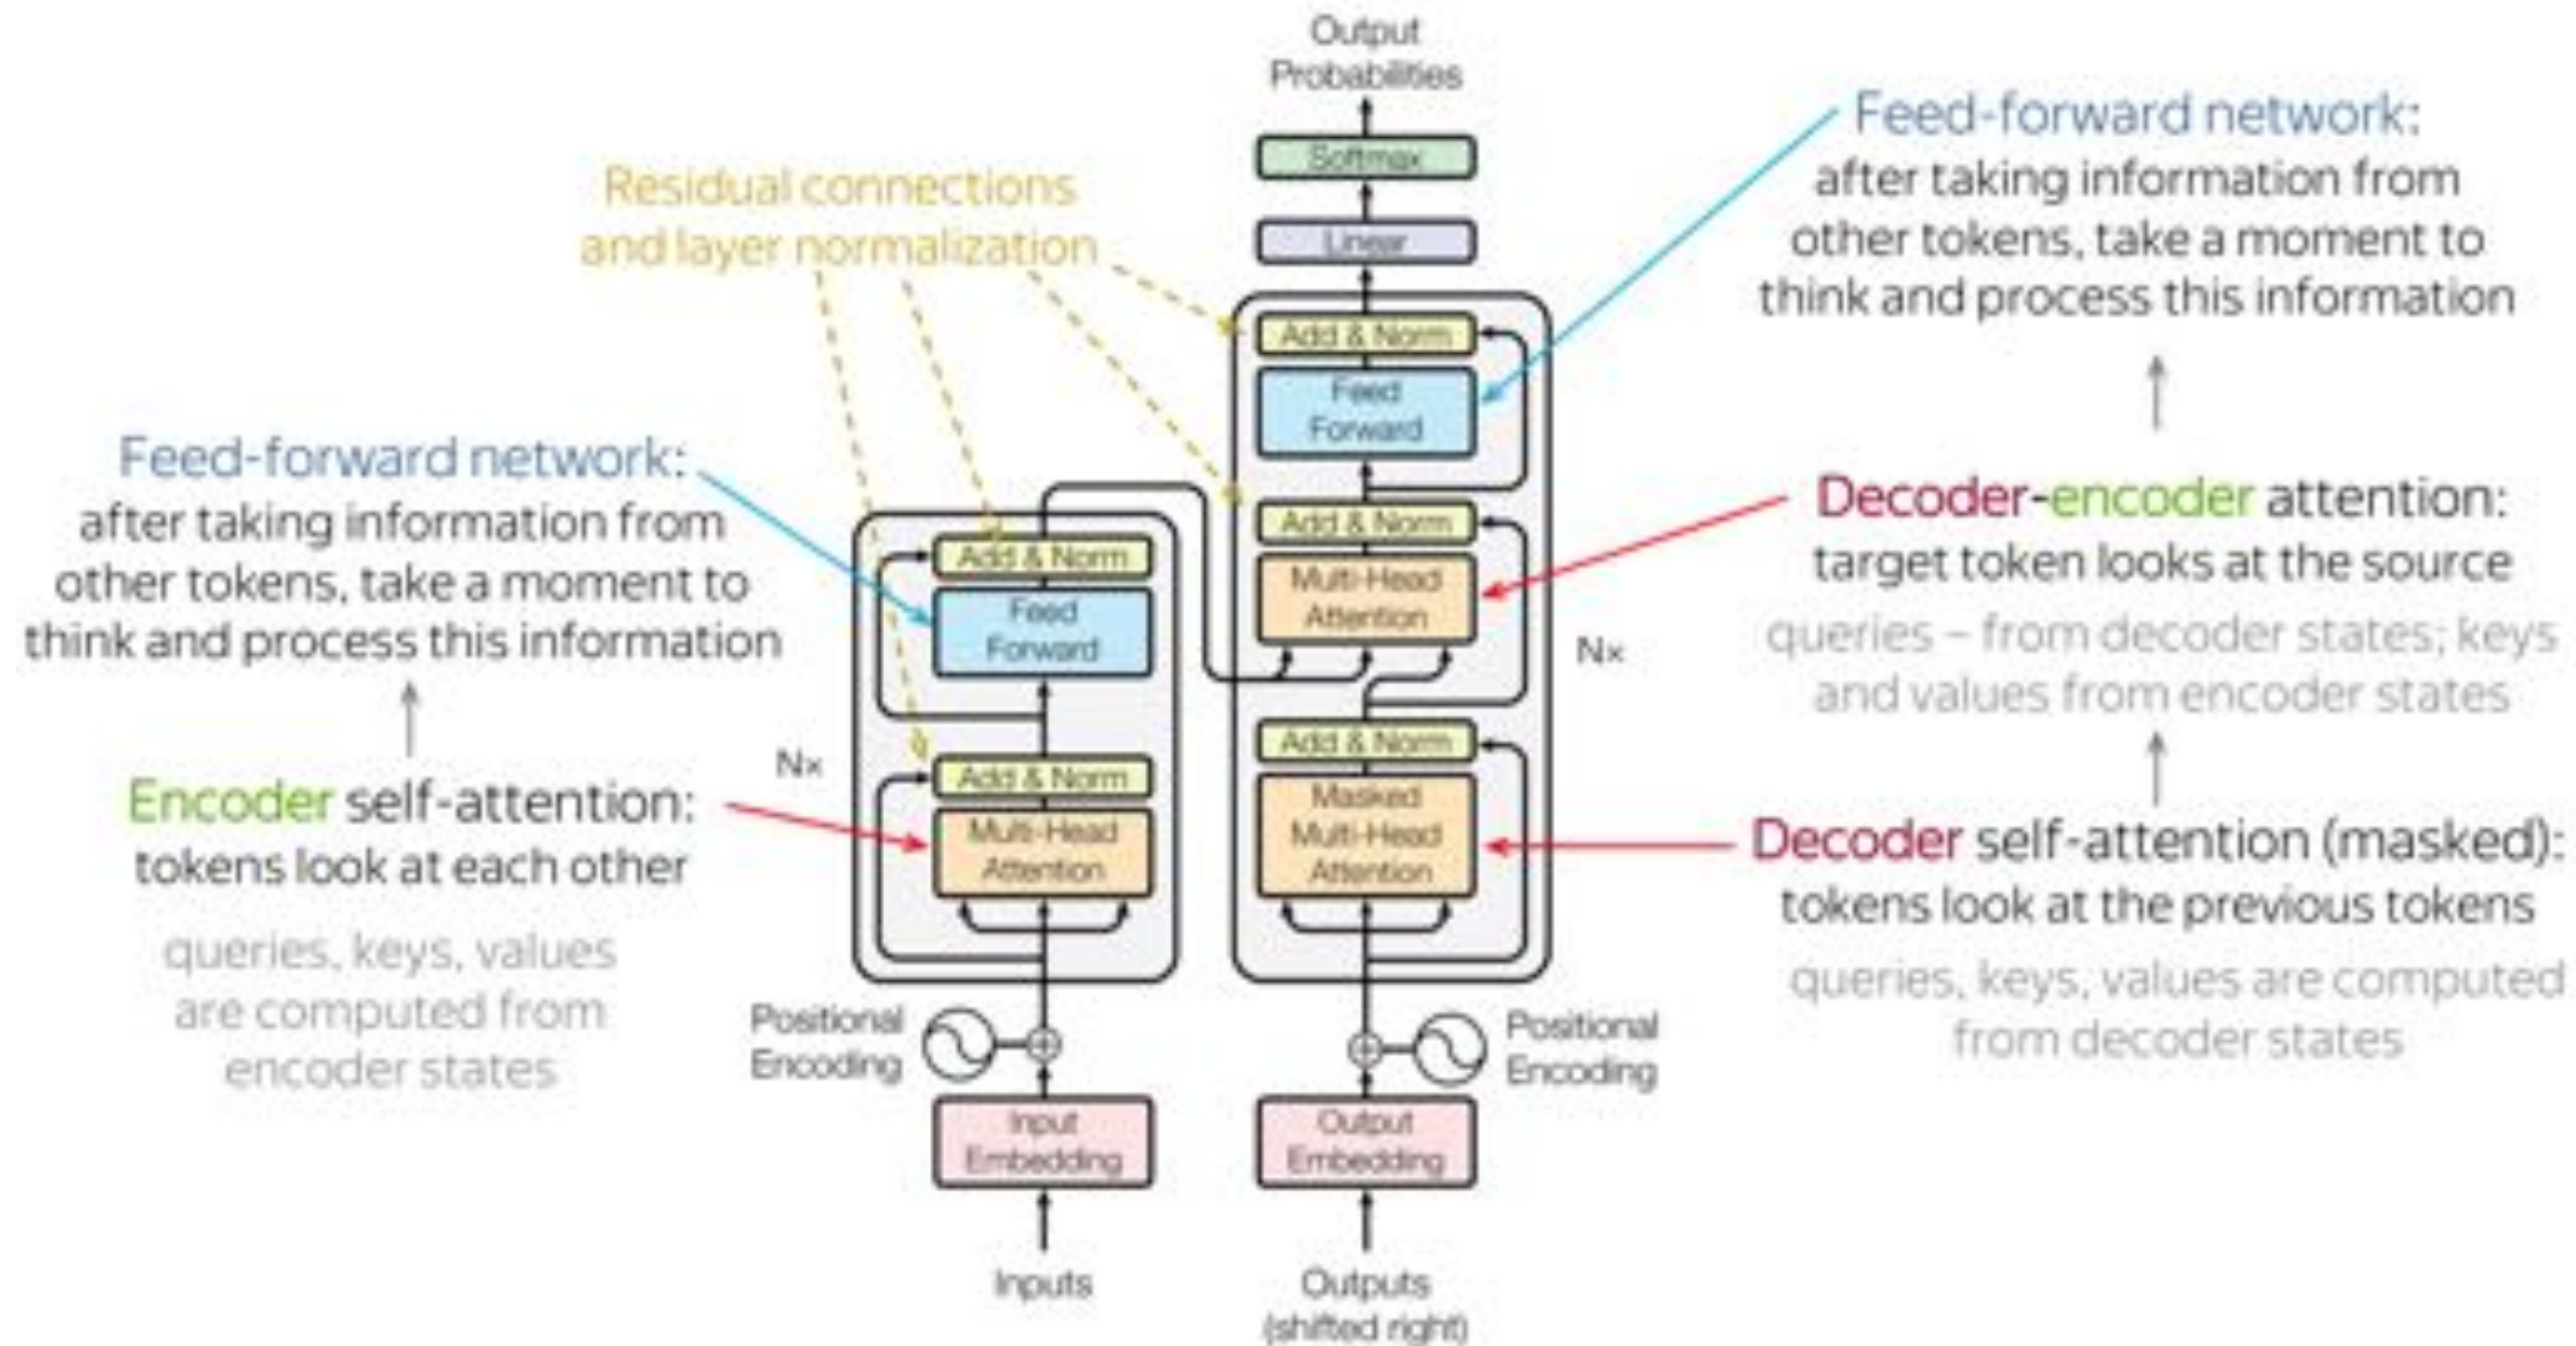 Output
Probabilities
Softmax
Linear
Add & Norm
Feed
Forward
Add & Norm
Multi-Head
Attention
Add & Norm
Masked
Multi-Head
Attention
Nx
Positional
Encoding
Output
Embedding
Outputs
(shifted right)
Residual connections
and layer normalization
Add & Norm
Feed
Forward
Add & Norm
Multi-Head
Attention
Nx
Positional
Encoding
Input
Embedding
Inputs
Feed-forward network:
after taking information from
other tokens, take a moment to
think and process this information
Encoder self-attention:
tokens look at each other
queries, keys, values
are computed from
encoder states
Feed-forward network:
after taking information from
other tokens, take a moment to
think and process this information
Decoder-encoder attention:
target token looks at the source
queries – from decoder states; keys
and values from encoder states
Decoder self-attention (masked):
tokens look at the previous tokens
queries, keys, values are computed
from decoder states